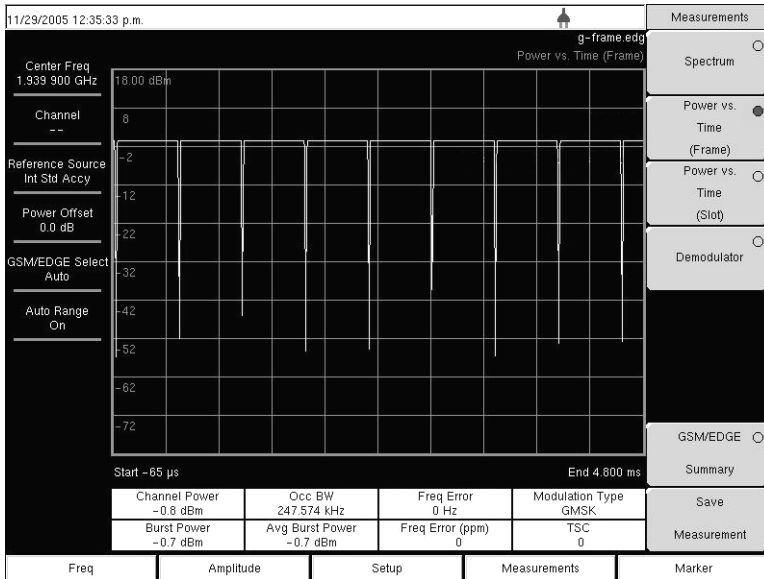 11/29/2005 12:35:33 p.m.
Measurements
g-frame.edg
Power vs. Time (Frame)
Center Freq
1.939 900 GHz
Channel
--
Reference Source
Int Std Accy
Power Offset
0.0 dB
GSM/EDGE Select
Auto
Auto Range
On
18.00 dBm
8
-2
-12
-22
-32
-42
-52
-62
-72
Start -65 µs
End 4.800 ms
Spectrum
Power vs.
Time
(Frame)
Power vs.
Time
(Slot)
Demodulator
GSM/EDGE
Summary
Save
Measurement
Channel Power
-0.8 dBm
Occ BW
247.574 kHz
Freq Error
0 Hz
Modulation Type
GMSK
Burst Power
-0.7 dBm
Avg Burst Power
-0.7 dBm
Freq Error (ppm)
0
TSC
0
Freq
Amplitude
Setup
Measurements
Marker